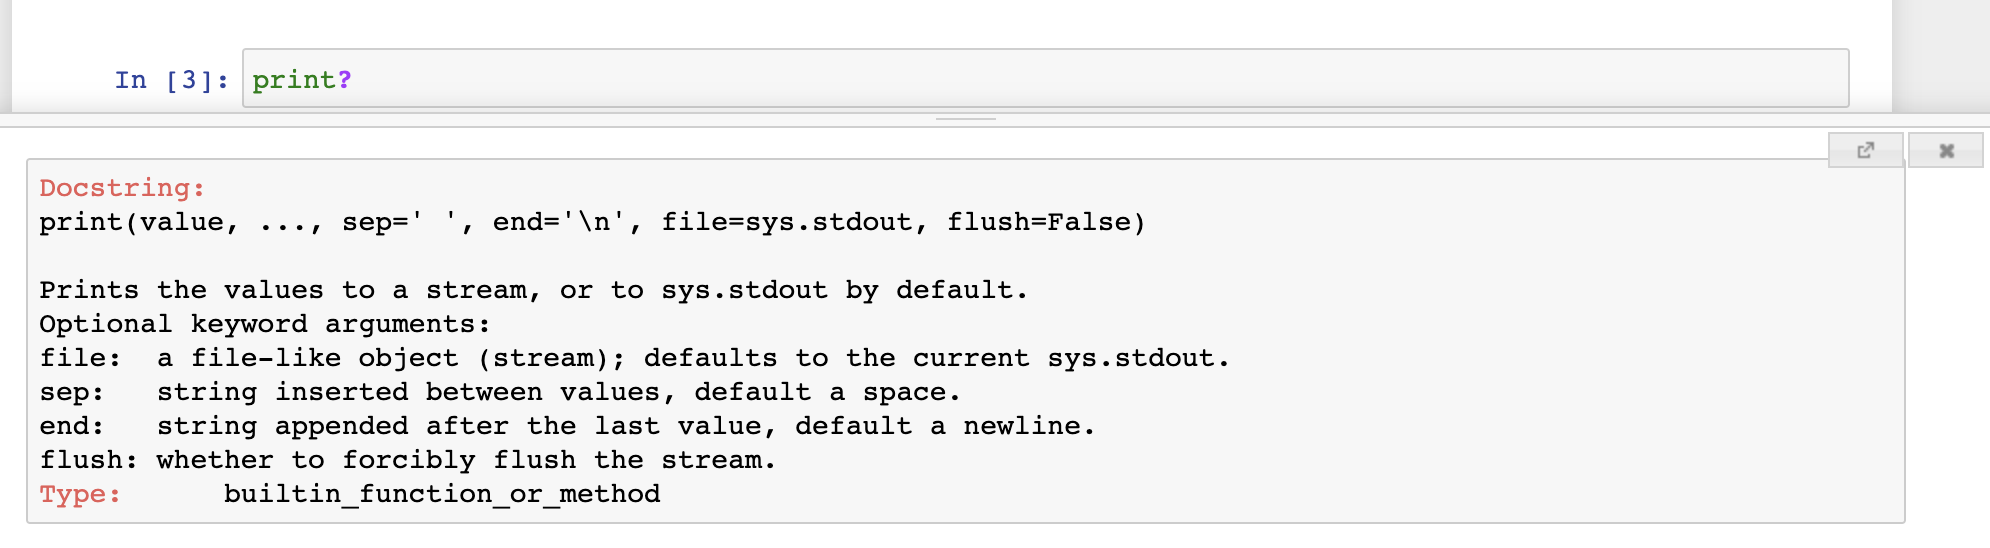 In [3]: print?
Docstring:
print(value, ..., sep=' ', end='\n', file=sys.stdout, flush=False)
Prints the values to a stream, or to sys.stdout by default.
Optional keyword arguments:
file:  a file-like object (stream); defaults to the current sys.stdout.
sep:   string inserted between values, default a space.
end:   string appended after the last value, default a newline.
flush: whether to forcibly flush the stream.
Type:      builtin_function_or_method